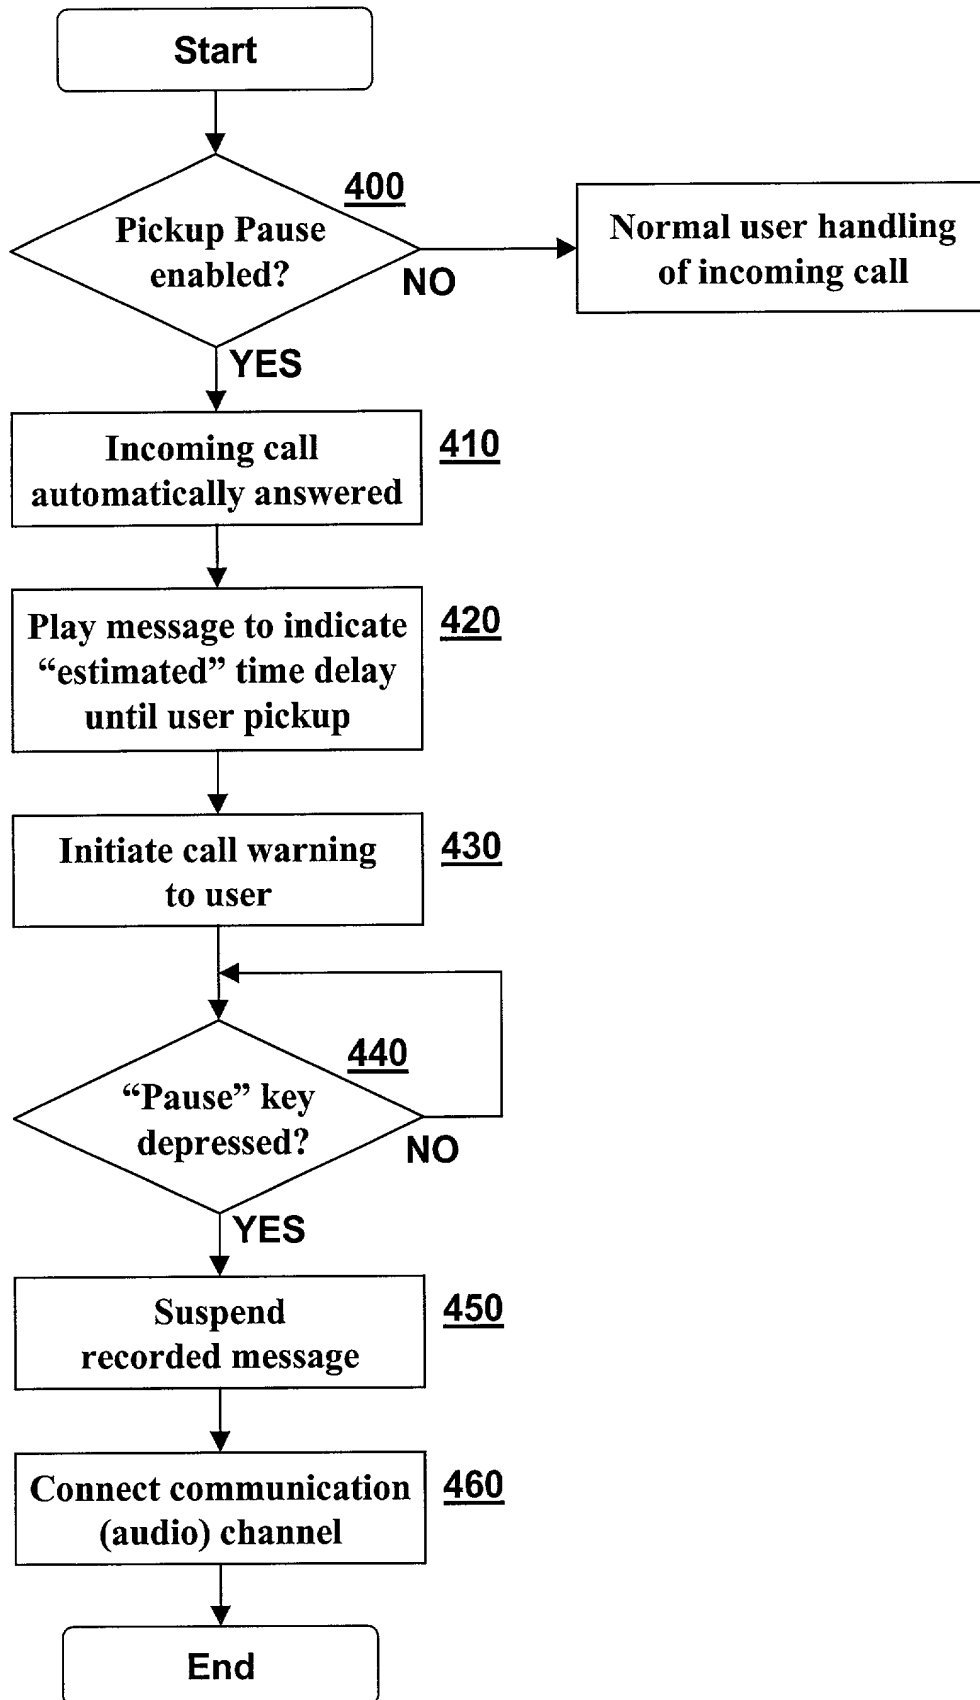 Start
400
Pickup Pause
enabled?
NO
Normal user handling
of incoming call
YES
Incoming call
automatically answered
410
Play message to indicate
“estimated” time delay
until user pickup
420
Initiate call warning
to user
430
440
“Pause” key
depressed?
NO
YES
Suspend
recorded message
450
Connect communication
(audio) channel
460
End